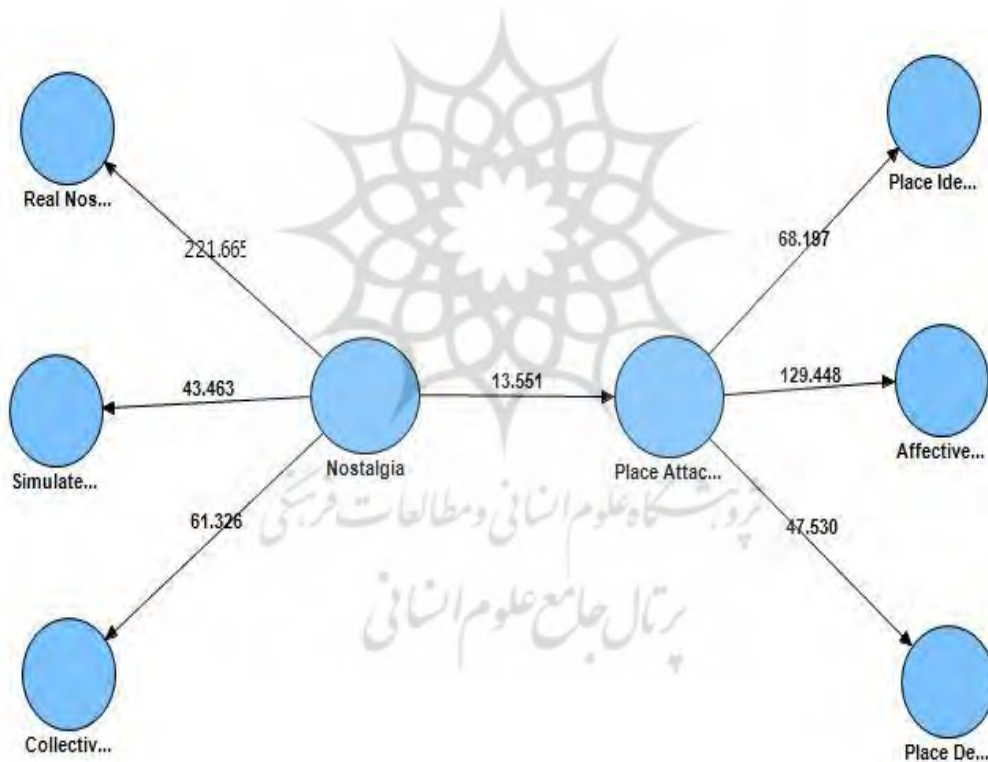 Real Nos...
221.665
Place Ide...
68.197
Simulate...
43.463
Nostalgia
13.551
Place Attac...
129.448
Affective...
61.326
47.530
Collectiv...
Place De...
پژوهشگاه علوم انسانی و مطالعات فرهنگی
پرتال جامع علوم انسانی